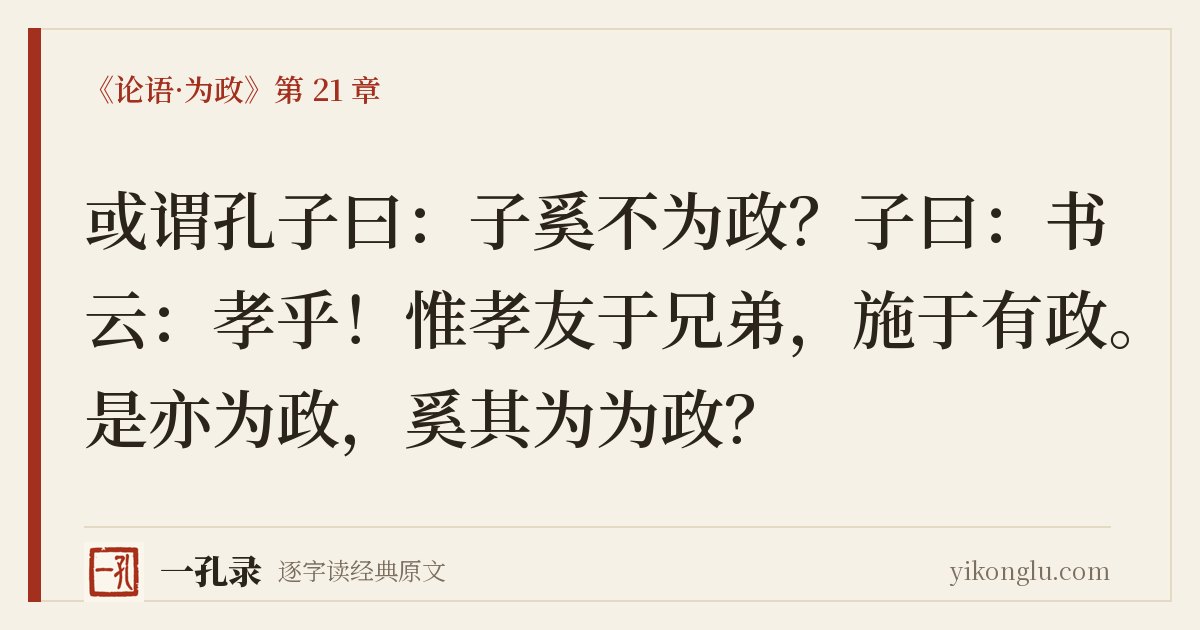 《论语·为政》第 21 章
或谓孔子曰：子奚不为政？子曰：书
云：孝乎！惟孝友于兄弟，施于有政。
是亦为政，奚其为为政？
一孔
一孔录 逐字读经典原文 yikonglu.com